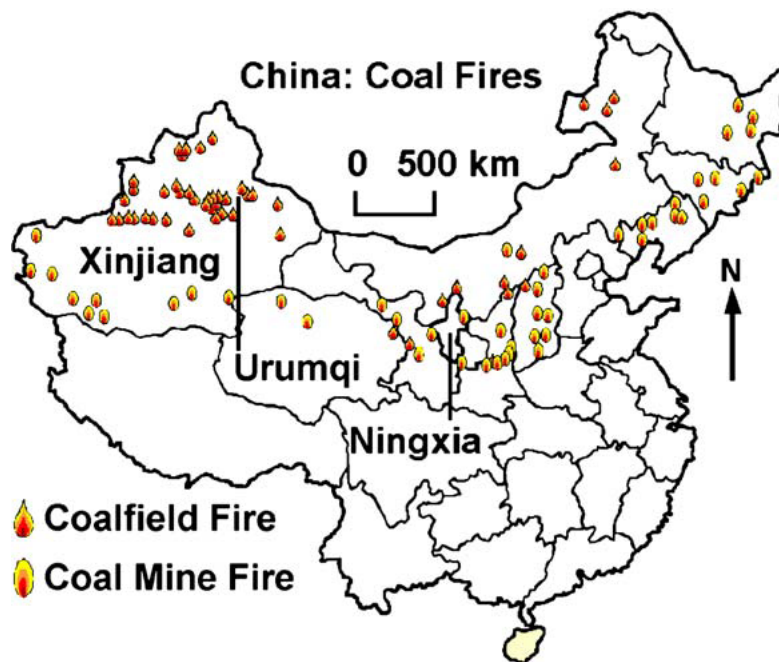 China: Coal Fires
0 500 km
Xinjiang
N
Urumqi
Ningxia
Coalfield Fire
Coal Mine Fire